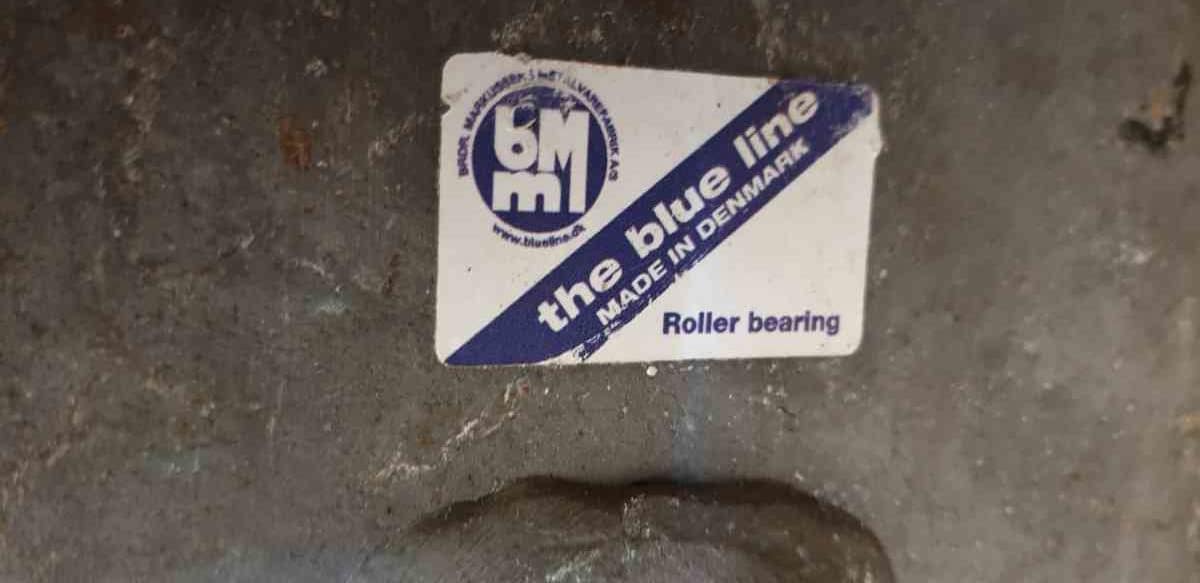 BRDR. MARKUSSENS METALVAREFABRIK A/S
bMm
www.blueline.dk
the blue line
MADE IN DENMARK
Roller bearing